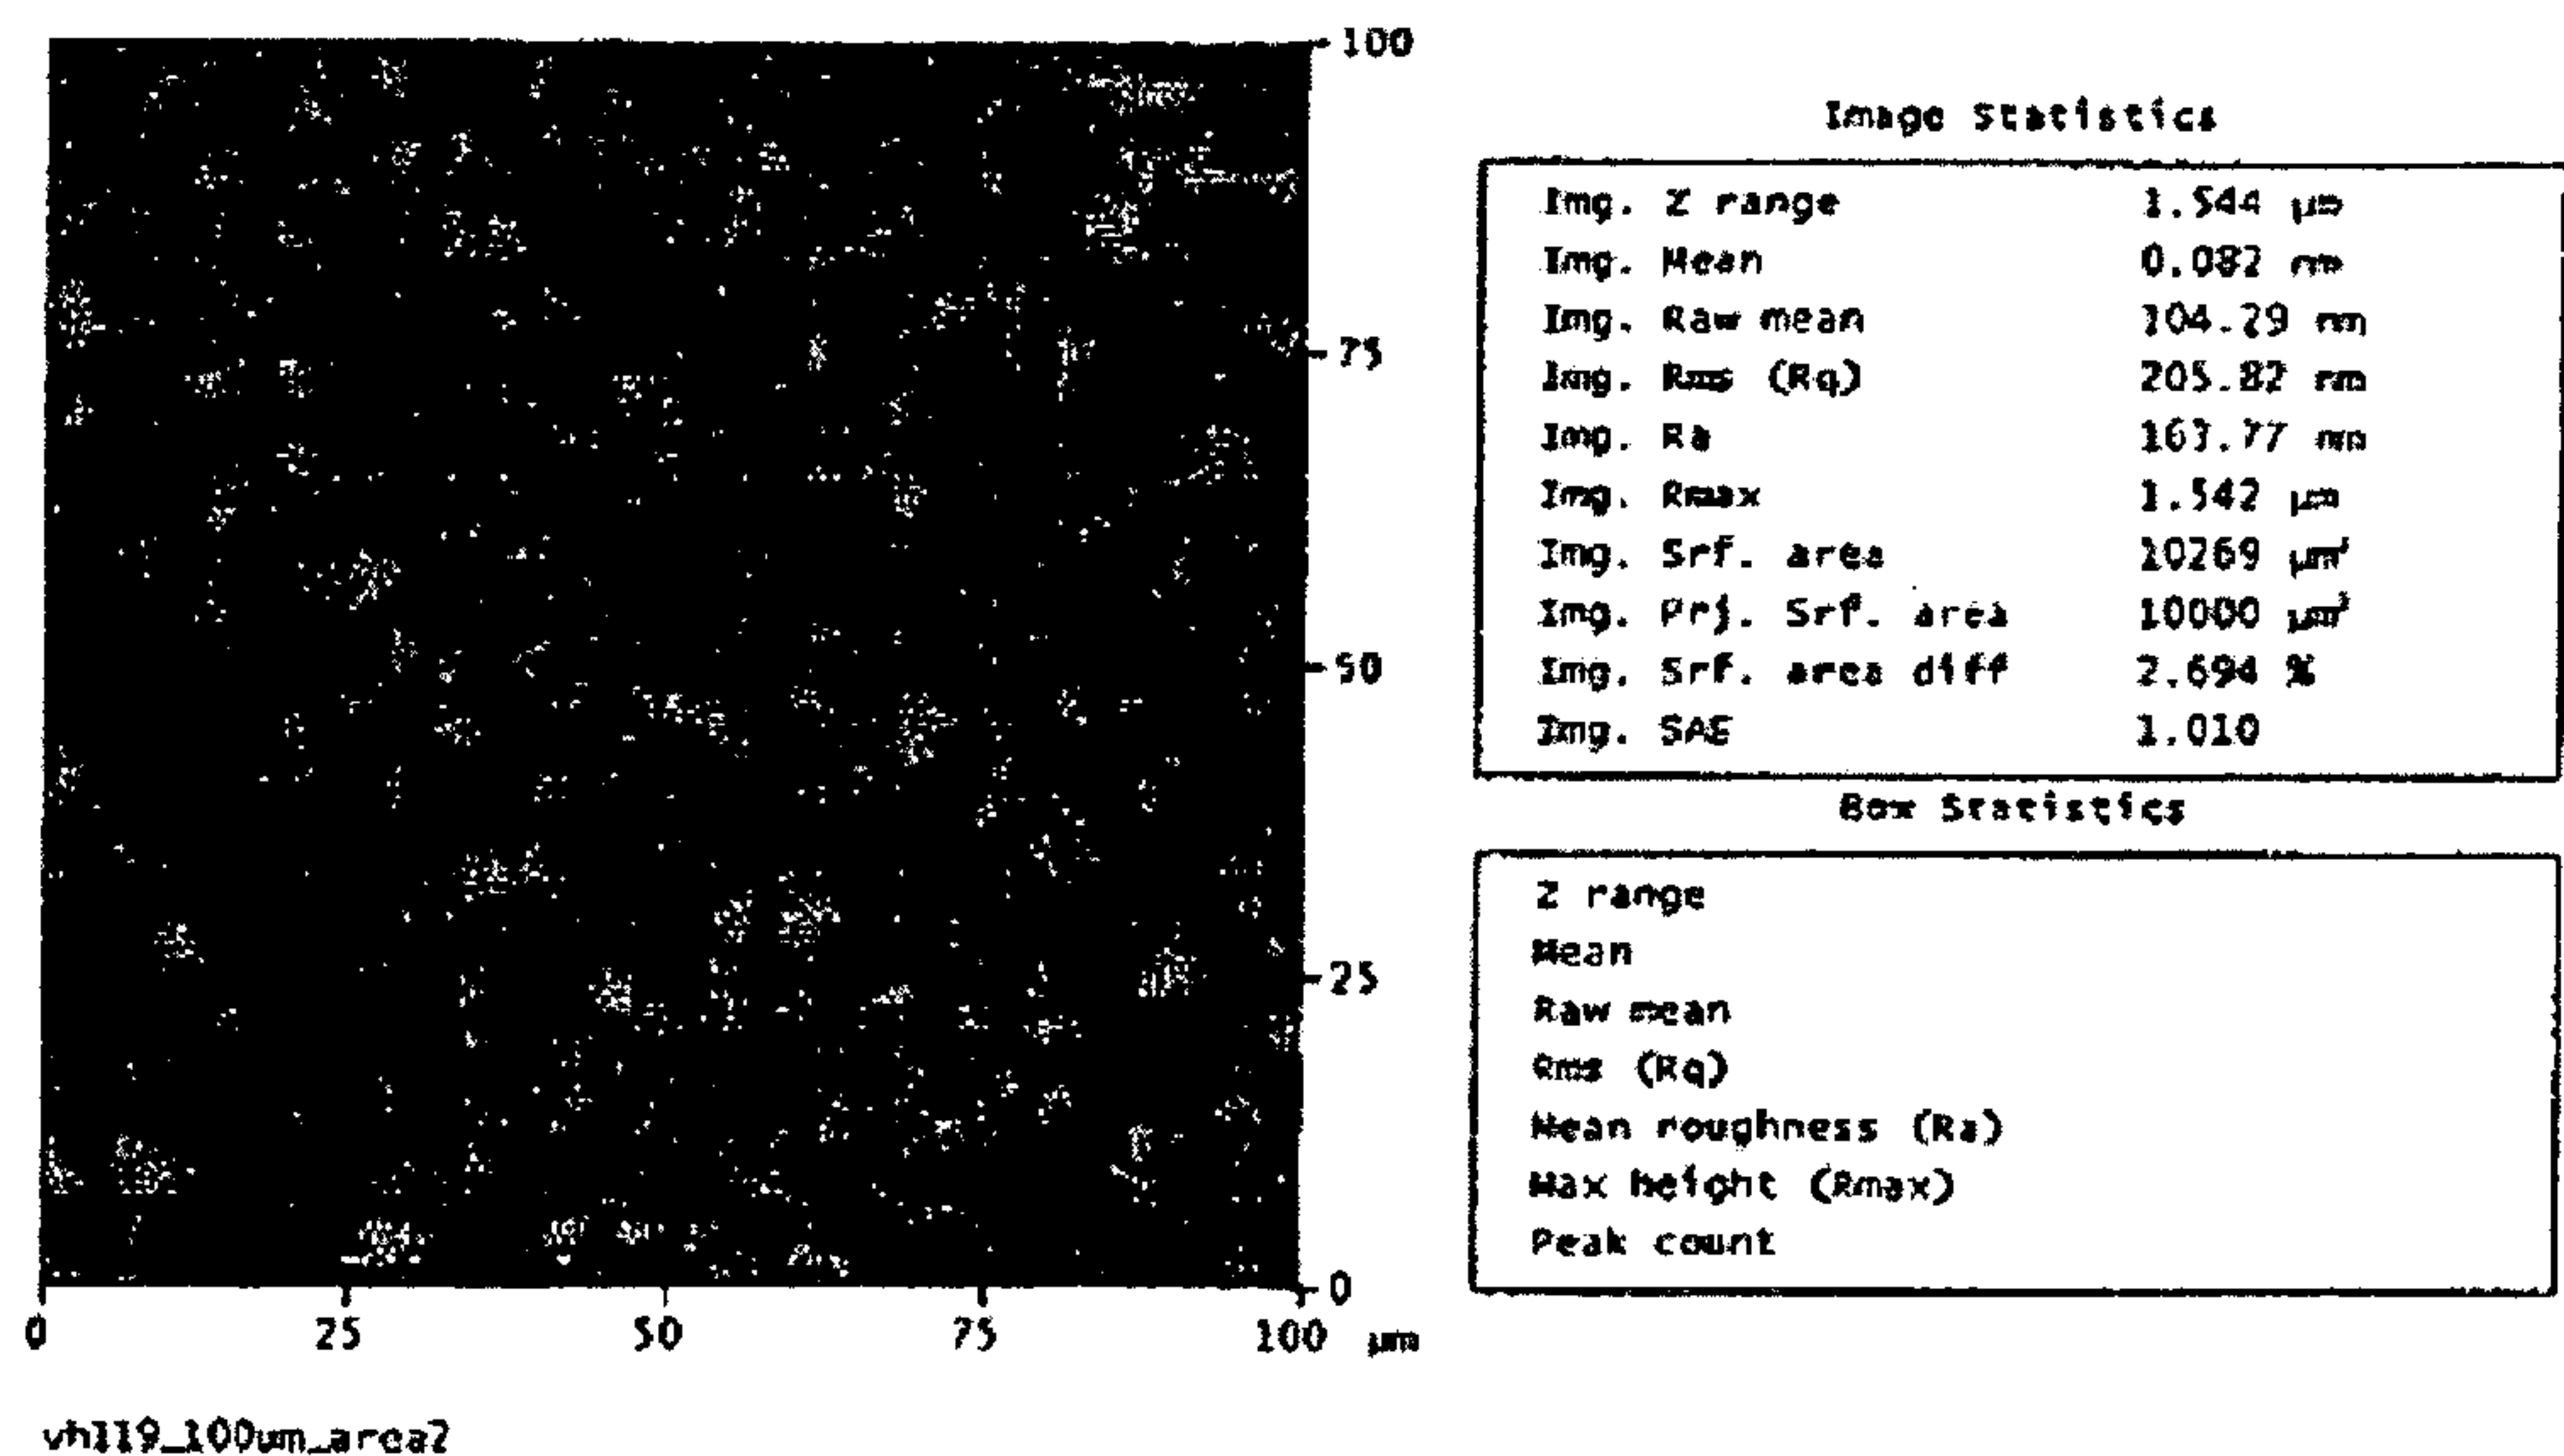 100
75
50
25
0
0 25 50 75 100 µm
vh119_100um_area2
Image Statistics
Img. Z range 1.544 µm
Img. Mean 0.082 nm
Img. Raw mean 104.29 nm
Img. Rms (Rq) 205.82 nm
Img. Ra 163.77 nm
Img. Rmax 1.542 µm
Img. Srf. area 10269 µm²
Img. Prj. Srf. area 10000 µm²
Img. Srf. area diff 2.694 %
Img. SAE 1.010
Box Statistics
Z range
Mean
Raw mean
Rms (Rq)
Mean roughness (Ra)
Max height (Rmax)
Peak count